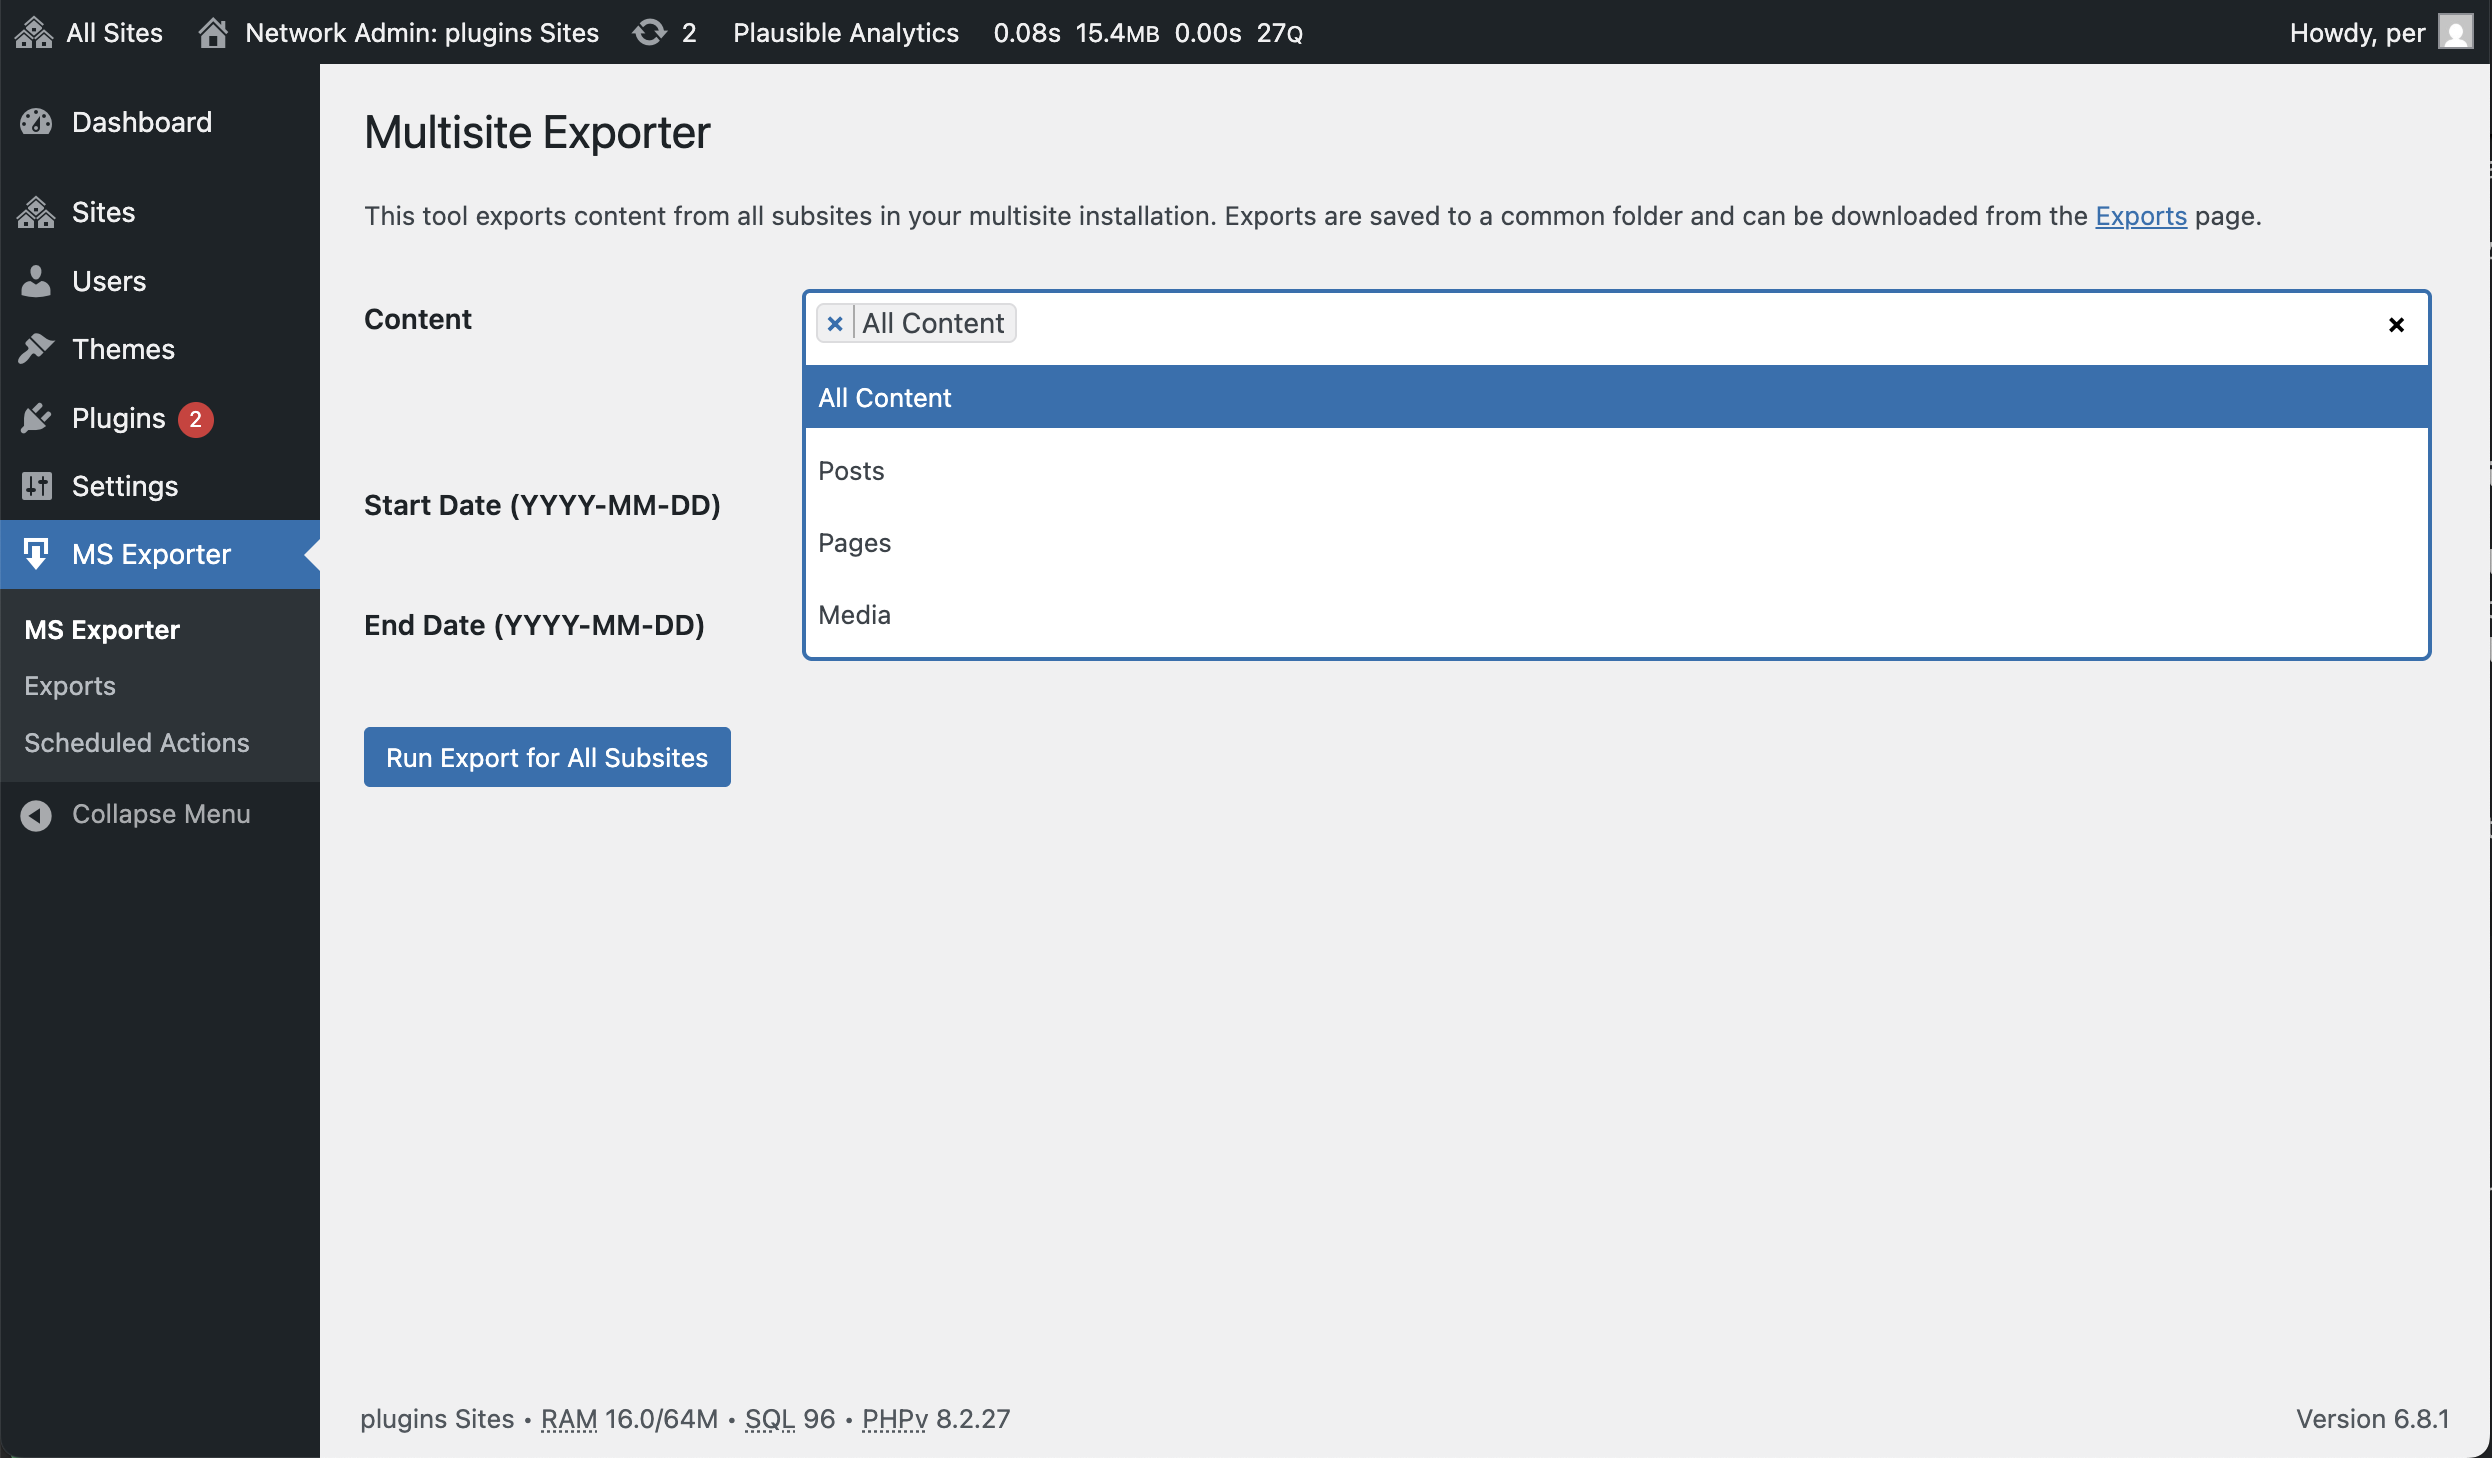 All Sites Network Admin: plugins Sites 2 Plausible Analytics 0.08s 15.4MB 0.00s 27Q Howdy, per
Dashboard
Sites
Users
Themes
Plugins 2
Settings
MS Exporter
MS Exporter
Exports
Scheduled Actions
Collapse Menu
Multisite Exporter
This tool exports content from all subsites in your multisite installation. Exports are saved to a common folder and can be downloaded from the Exports page.
Content
× All Content ×
All Content
Posts
Pages
Media
Start Date (YYYY-MM-DD)
End Date (YYYY-MM-DD)
Run Export for All Subsites
plugins Sites • RAM 16.0/64M • SQL 96 • PHPv 8.2.27 Version 6.8.1